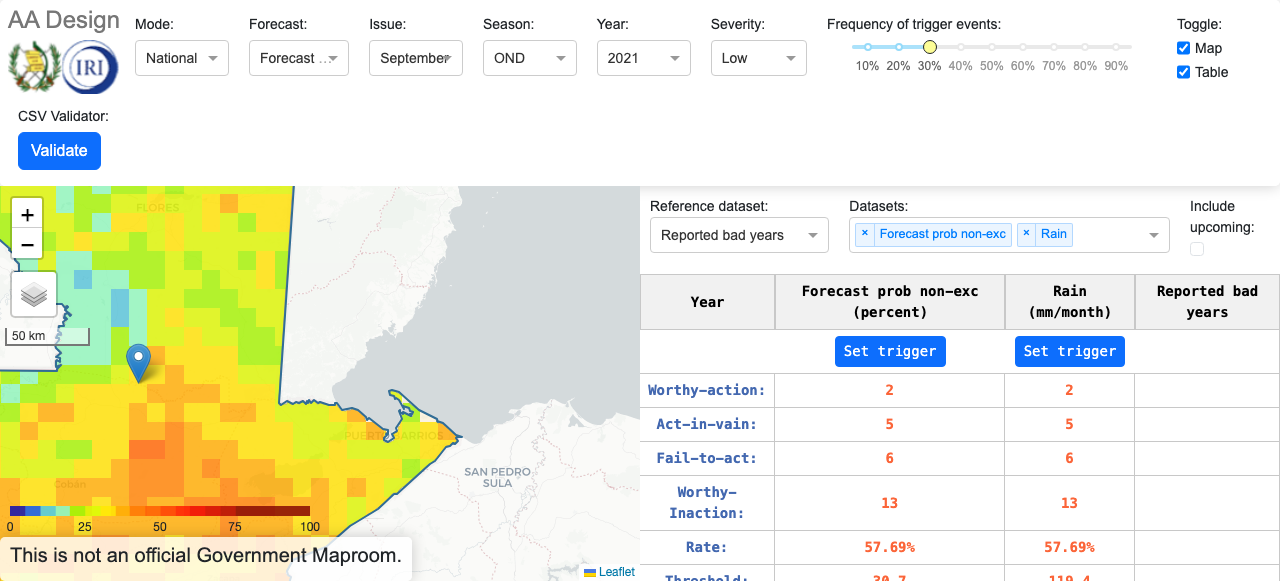 AA Design
IRI
Mode:
National
Forecast:
Forecast ...
Issue:
September
Season:
OND
Year:
2021
Severity:
Low
Frequency of trigger events:
10% 20% 30% 40% 50% 60% 70% 80% 90%
Toggle:
Map
Table
CSV Validator:
Validate
FLORES
+
−
50 km
PUERTO BARRIOS
SAN PEDRO
SULA
Cobán
0 25 50 75 100
This is not an official Government Maproom.
Leaflet
Reference dataset:
Reported bad years
Datasets:
× Forecast prob non-exc × Rain
Include
upcoming:
Year
Forecast prob non-exc
(percent)
Rain
(mm/month)
Reported bad
years
Set trigger Set trigger
Worthy-action: 2 2
Act-in-vain: 5 5
Fail-to-act: 6 6
Worthy-
Inaction: 13 13
Rate: 57.69% 57.69%
Threshold: 30.7 119.4